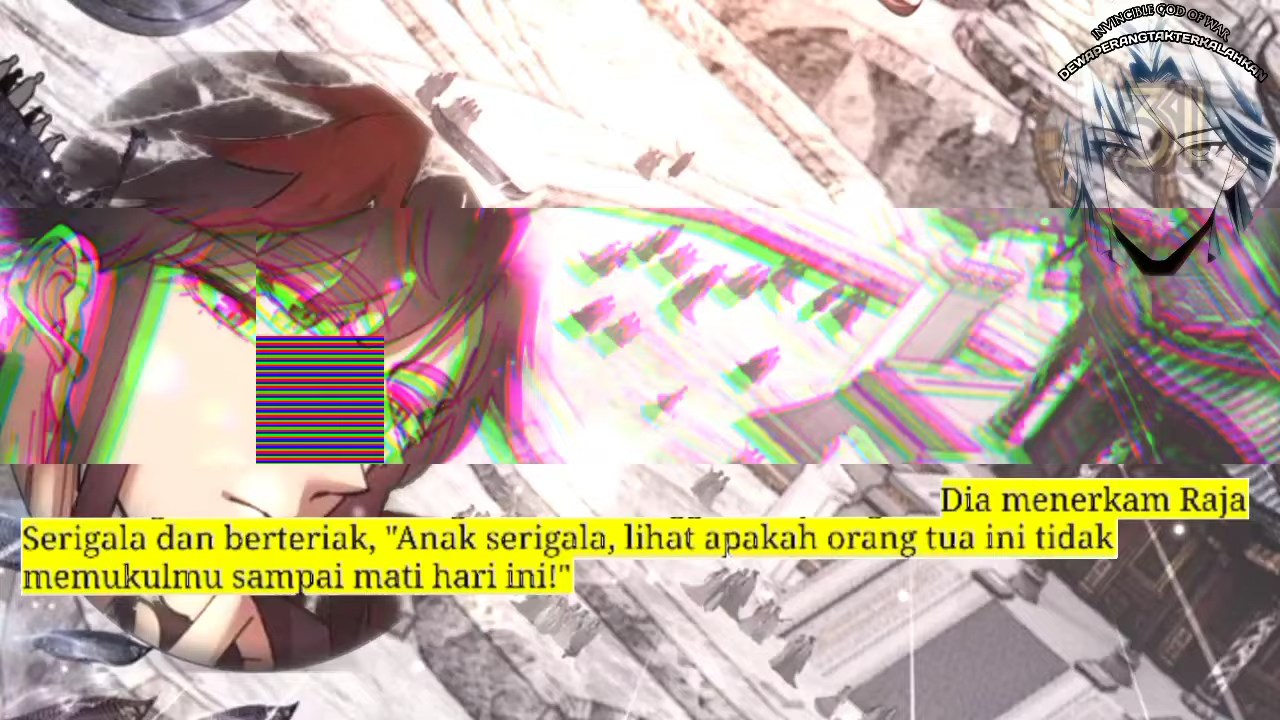 INVINCIBLE GOD OF WAR
DEWAPERANGTAKTERKALAHKAN
31
Dia menerkam Raja
Serigala dan berteriak, "Anak serigala, lihat apakah orang tua ini tidak
memukulmu sampai mati hari ini!"